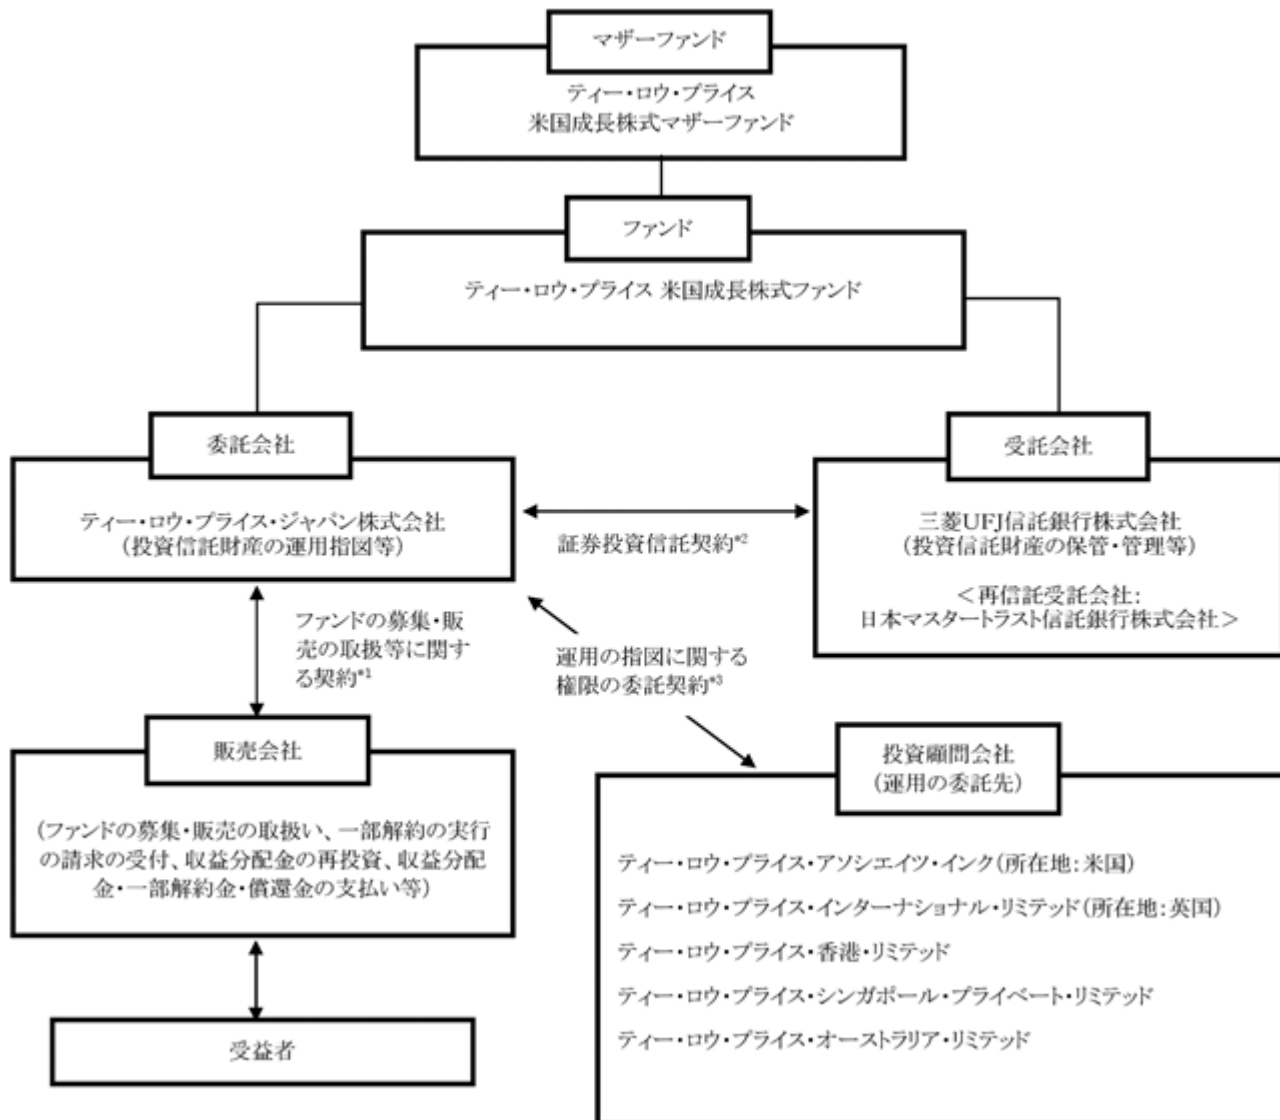 マザーファンド
ティー・ロウ・プライス
米国成長株式マザーファンド
ファンド
ティー・ロウ・プライス 米国成長株式ファンド
委託会社
ティー・ロウ・プライス・ジャパン株式会社
(投資信託財産の運用指図等)
証券投資信託契約*2
受託会社
三菱UFJ信託銀行株式会社
(投資信託財産の保管・管理等)
<再信託受託会社:
日本マスタートラスト信託銀行株式会社>
ファンドの募集・販
売の取扱等に関す
る契約*1
運用の指図に関する
権限の委託契約*3
販売会社
(ファンドの募集・販売の取扱い、一部解約の実行
の請求の受付、収益分配金の再投資、収益分配
金・一部解約金・償還金の支払い等)
受益者
投資顧問会社
(運用の委託先)
ティー・ロウ・プライス・アソシエイツ・インク(所在地:米国)
ティー・ロウ・プライス・インターナショナル・リミテッド(所在地:英国)
ティー・ロウ・プライス・香港・リミテッド
ティー・ロウ・プライス・シンガポール・プライベート・リミテッド
ティー・ロウ・プライス・オーストラリア・リミテッド